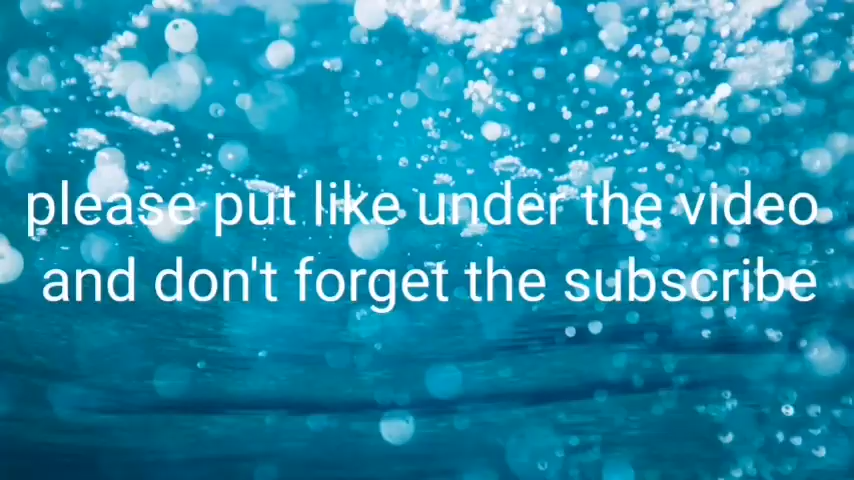 please put like under the video
and don't forget the subscribe